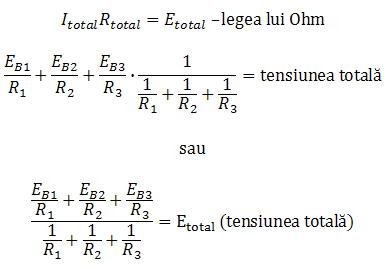 I_total R_total = E_total –legea lui Ohm
E_B1/R_1 + E_B2/R_2 + E_B3/R_3 · 1/(1/R_1 + 1/R_2 + 1/R_3) = tensiunea totală
sau
(E_B1/R_1 + E_B2/R_2 + E_B3/R_3)/(1/R_1 + 1/R_2 + 1/R_3) = E_total (tensiunea totală)